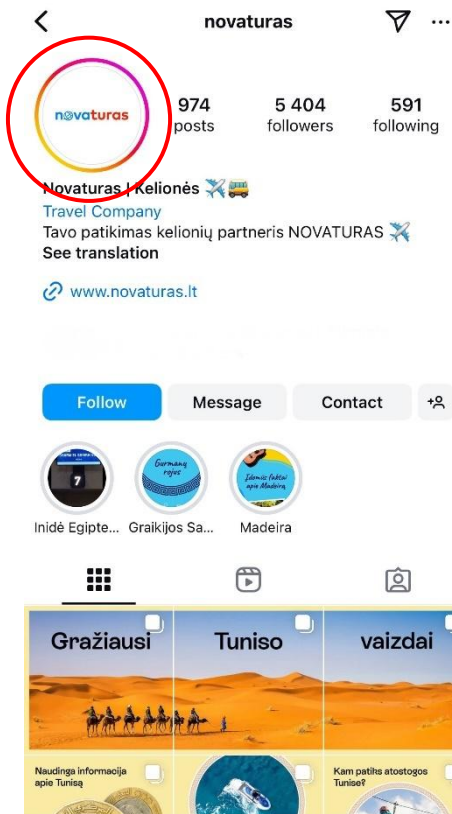 novaturas
novaturas
974
posts
5 404
followers
591
following
Novaturas | Kelionės
Travel Company
Tavo patikimas kelionių partneris NOVATURAS
See translation
www.novaturas.lt
Follow
Message
Contact
7
Gurmanų
rojus
Įdomūs faktai
apie Madeirą
Inidė Egipte...
Graikijos Sa...
Madeira
Gražiausi
Tuniso
vaizdai
Naudinga informacija
apie Tunisą
Kam patiks atostogos
Tunise?